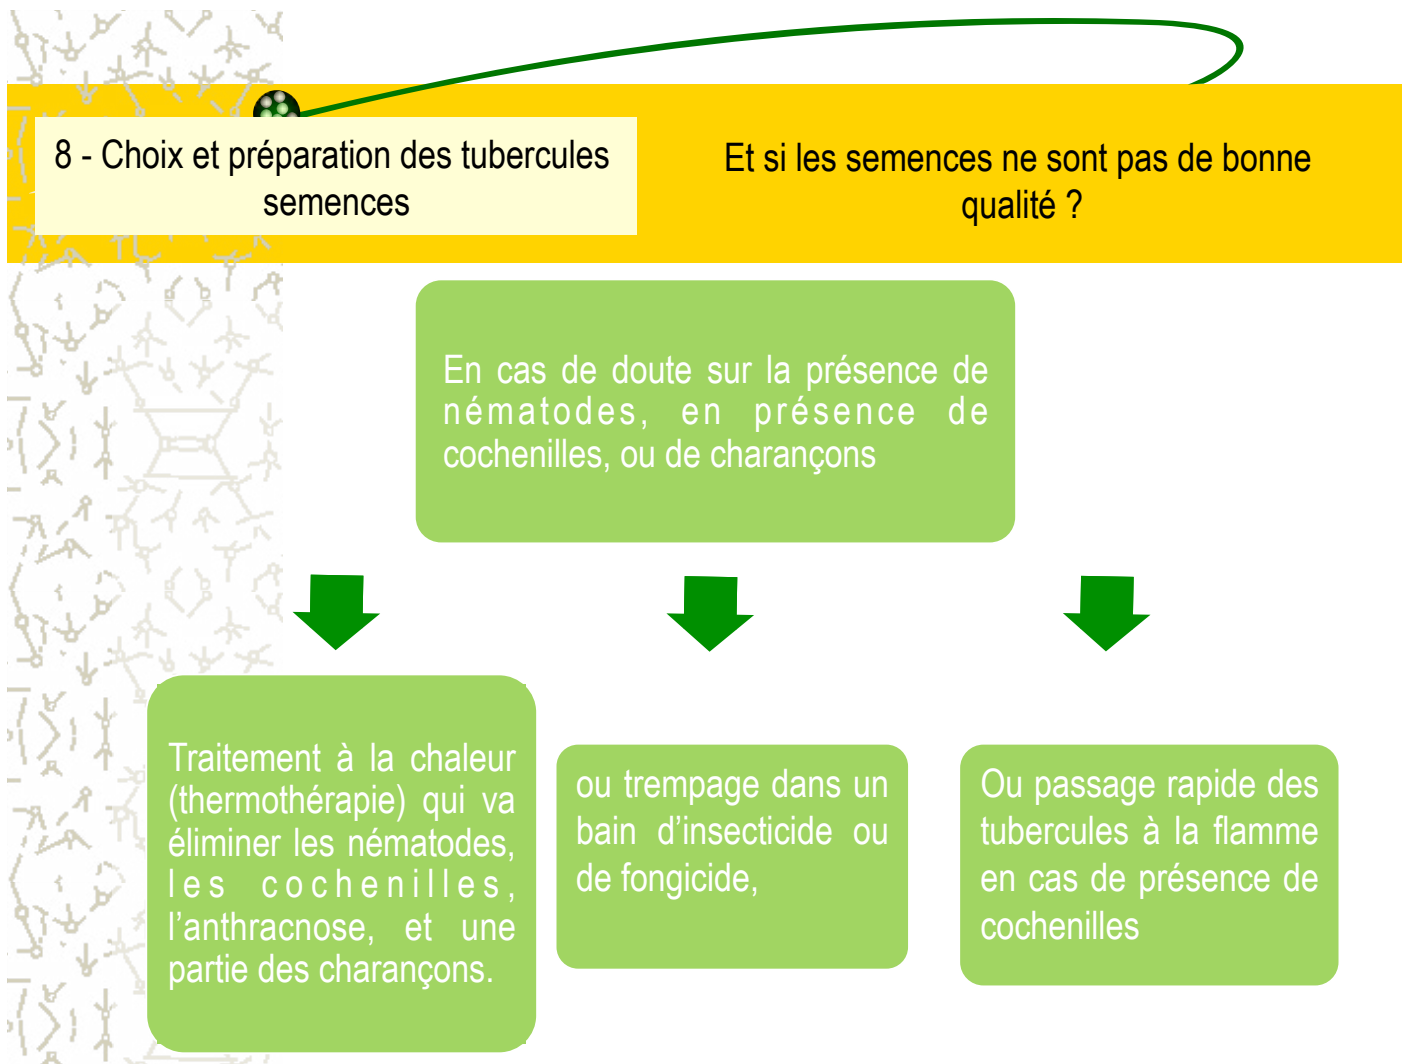 8 - Choix et préparation des tubercules
semences
Et si les semences ne sont pas de bonne
qualité ?
En cas de doute sur la présence de
nématodes, en présence de
cochenilles, ou de charançons
Traitement à la chaleur
(thermothérapie) qui va
éliminer les nématodes,
les cochenilles,
l’anthracnose, et une
partie des charançons.
ou trempage dans un
bain d’insecticide ou
de fongicide,
Ou passage rapide des
tubercules à la flamme
en cas de présence de
cochenilles